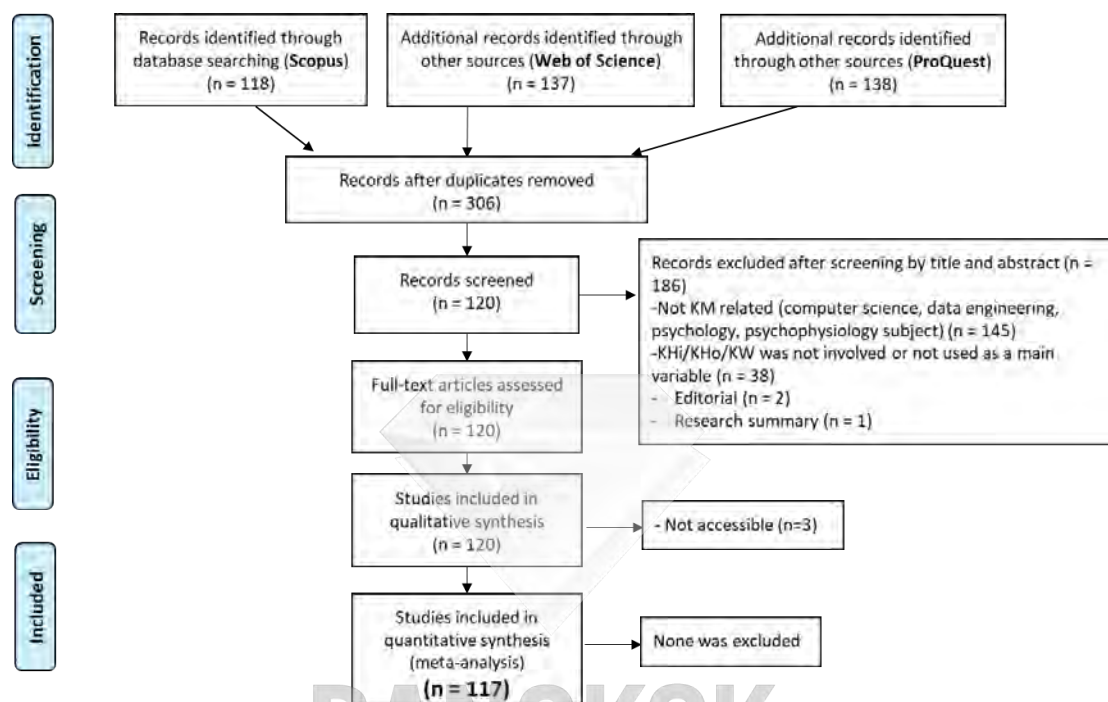 Identification
Records identified through
database searching (Scopus)
(n = 118)
Additional records identified through
other sources (Web of Science)
(n = 137)
Additional records identified
through other sources (ProQuest)
(n = 138)
Records after duplicates removed
(n = 306)
Screening
Records screened
(n = 120)
Records excluded after screening by title and abstract (n =
186)
-Not KM related (computer science, data engineering,
psychology, psychophysiology subject) (n = 145)
-KHi/KHo/KW was not involved or not used as a main
variable (n = 38)
- Editorial (n = 2)
- Research summary (n = 1)
Eligibility
Full-text articles assessed
for eligibility
(n = 120)
Studies included in
qualitative synthesis
(n = 120)
- Not accessible (n=3)
Included
Studies included in
quantitative synthesis
(meta-analysis)
(n = 117)
None was excluded
BANGKOK